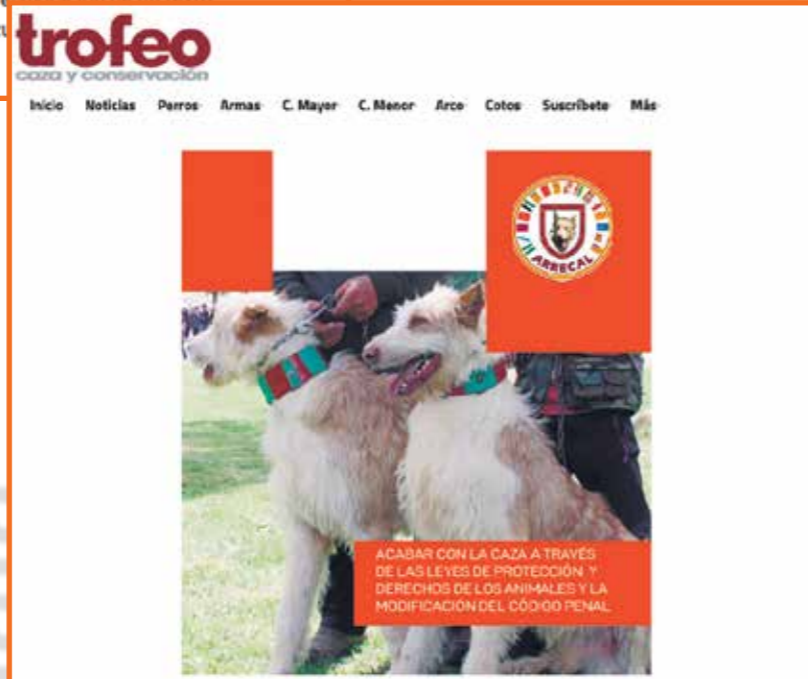 trofeo
caza y conservación
Inicio Noticias Perros Armas C. Mayor C. Menor Arco Cotos Suscríbete Más
ARRECAL
ACABAR CON LA CAZA A TRAVÉS
DE LAS LEYES DE PROTECCIÓN Y
DERECHOS DE LOS ANIMALES Y LA
MODIFICACIÓN DEL CÓDIGO PENAL